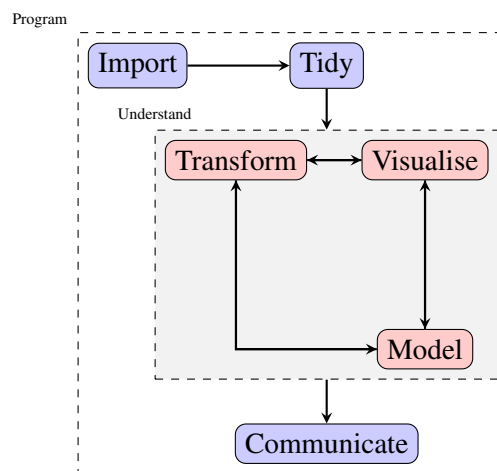 Program
Import
Tidy
Understand
Transform
Visualise
Model
Communicate